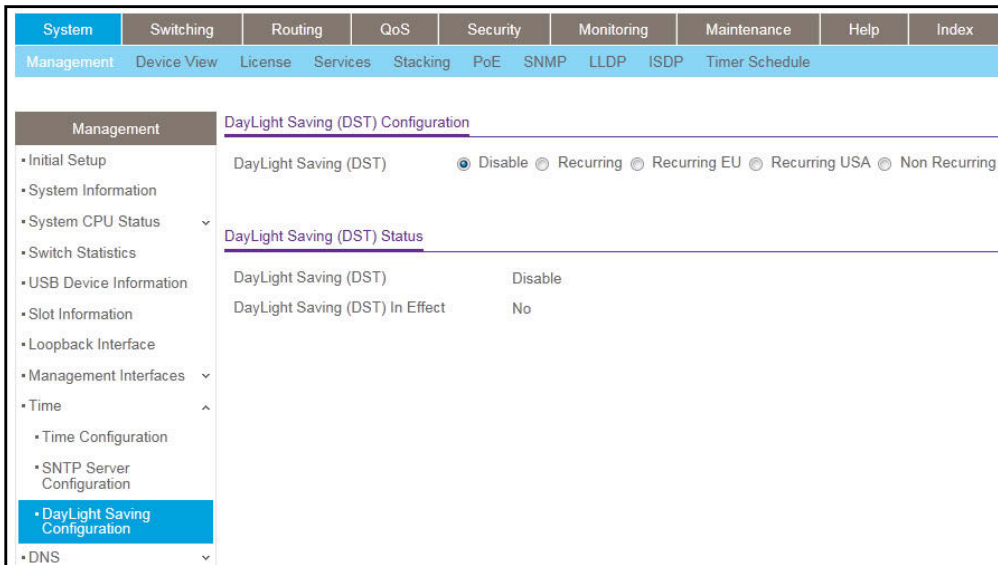 System Switching Routing QoS Security Monitoring Maintenance Help Index
Management Device View License Services Stacking PoE SNMP LLDP ISDP Timer Schedule
Management
Initial Setup
System Information
System CPU Status
Switch Statistics
USB Device Information
Slot Information
Loopback Interface
Management Interfaces
Time
Time Configuration
SNTP Server
Configuration
DayLight Saving
Configuration
DNS
DayLight Saving (DST) Configuration
DayLight Saving (DST) Disable Recurring Recurring EU Recurring USA Non Recurring
DayLight Saving (DST) Status
DayLight Saving (DST) Disable
DayLight Saving (DST) In Effect No